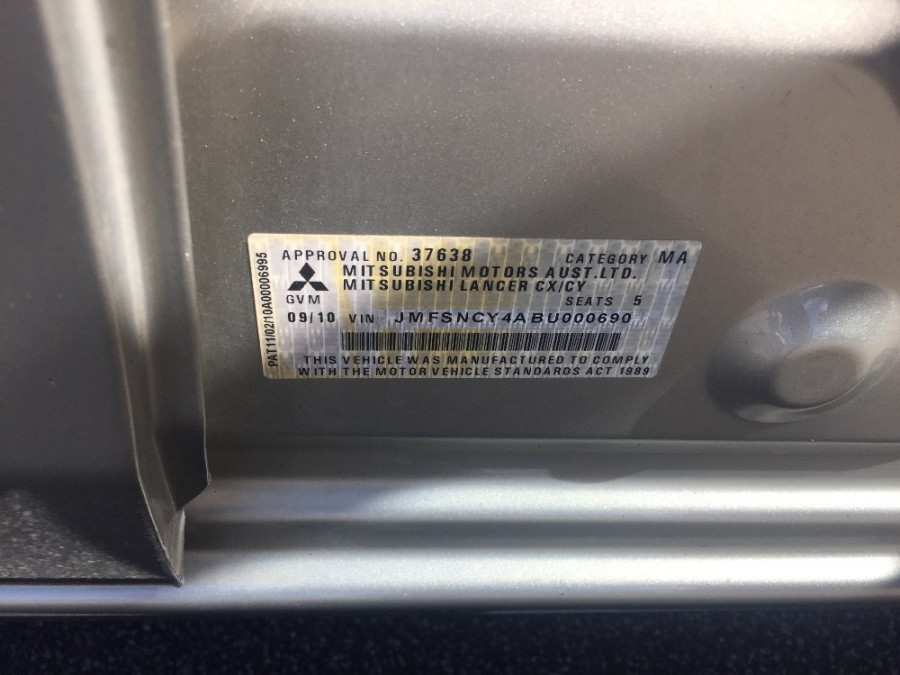 PAT11/02/10A00006995
APPROVAL NO. 37638 CATEGORY MA
MITSUBISHI MOTORS AUST.LTD.
MITSUBISHI LANCER CX/CY
GVM SEATS 5
09/10 VIN JMFSNCY4ABU000690
THIS VEHICLE WAS MANUFACTURED TO COMPLY
WITH THE MOTOR VEHICLE STANDARDS ACT 1989